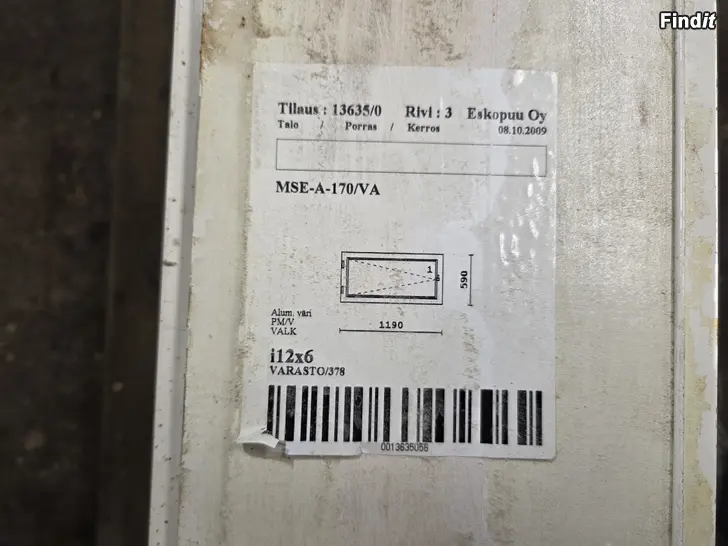 Findit
Tilaus : 13635/0 Rivi : 3 Eskopuu Oy
Talo / Porras / Kerros 08.10.2009
MSE-A-170/VA
1
590
Alum. väri
PM/V
VALK
1190
i12x6
VARASTO/378
0013635056